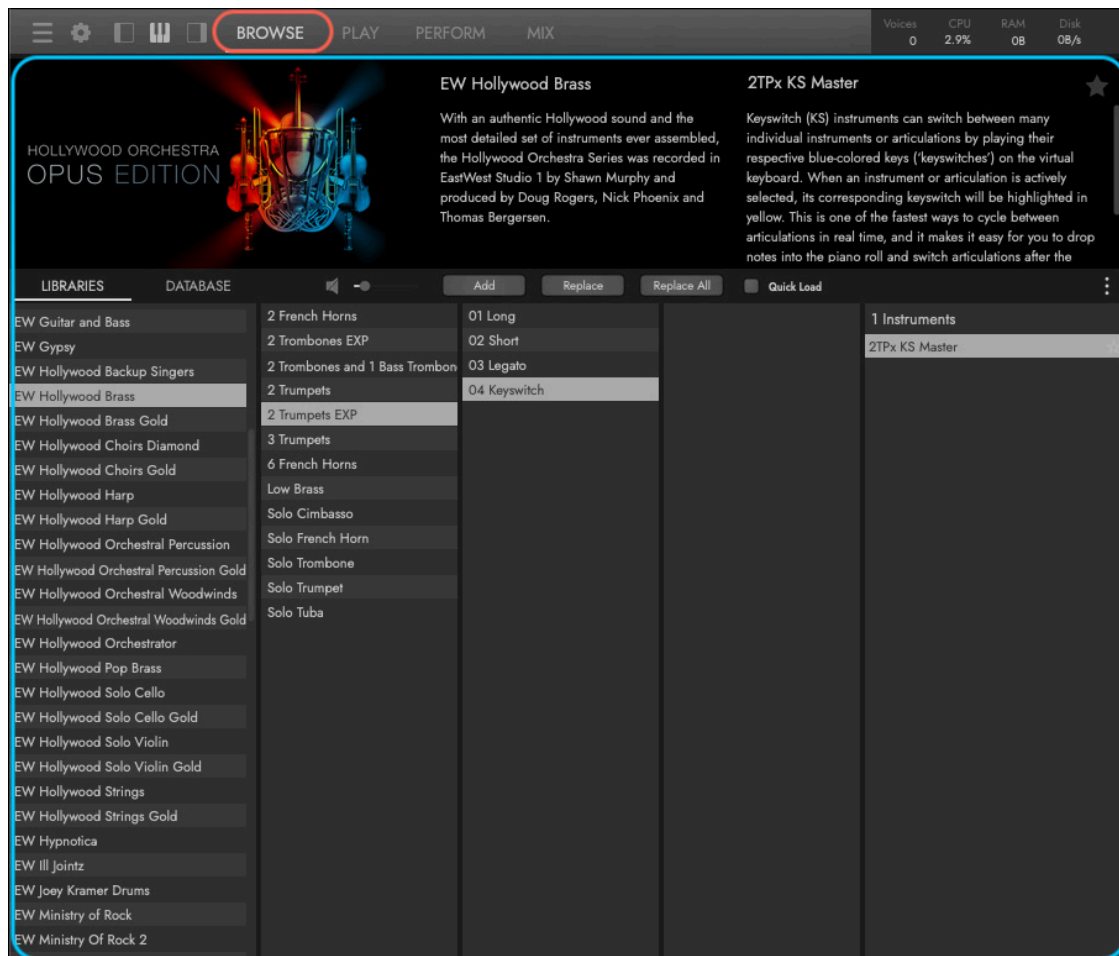 BROWSE PLAY PERFORM MIX
Voices CPU RAM Disk
0 2.9% 0B 0B/s
HOLLYWOOD ORCHESTRA
OPUS EDITION
EW Hollywood Brass
With an authentic Hollywood sound and the
most detailed set of instruments ever assembled,
the Hollywood Orchestra Series was recorded in
EastWest Studio 1 by Shawn Murphy and
produced by Doug Rogers, Nick Phoenix and
Thomas Bergersen.
2TPx KS Master
Keyswitch (KS) instruments can switch between many
individual instruments or articulations by playing their
respective blue-colored keys ('keyswitches') on the virtual
keyboard. When an instrument or articulation is actively
selected, its corresponding keyswitch will be highlighted in
yellow. This is one of the fastest ways to cycle between
articulations in real time, and it makes it easy for you to drop
notes into the piano roll and switch articulations after the
LIBRARIES DATABASE Add Replace Replace All Quick Load
EW Guitar and Bass
EW Gypsy
EW Hollywood Backup Singers
EW Hollywood Brass
EW Hollywood Brass Gold
EW Hollywood Choirs Diamond
EW Hollywood Choirs Gold
EW Hollywood Harp
EW Hollywood Harp Gold
EW Hollywood Orchestral Percussion
EW Hollywood Orchestral Percussion Gold
EW Hollywood Orchestral Woodwinds
EW Hollywood Orchestral Woodwinds Gold
EW Hollywood Orchestrator
EW Hollywood Pop Brass
EW Hollywood Solo Cello
EW Hollywood Solo Cello Gold
EW Hollywood Solo Violin
EW Hollywood Solo Violin Gold
EW Hollywood Strings
EW Hollywood Strings Gold
EW Hypnotica
EW Ill Jointz
EW Joey Kramer Drums
EW Ministry of Rock
EW Ministry Of Rock 2
2 French Horns
2 Trombones EXP
2 Trombones and 1 Bass Trombon
2 Trumpets
2 Trumpets EXP
3 Trumpets
6 French Horns
Low Brass
Solo Cimbasso
Solo French Horn
Solo Trombone
Solo Trumpet
Solo Tuba
01 Long
02 Short
03 Legato
04 Keyswitch
1 Instruments
2TPx KS Master